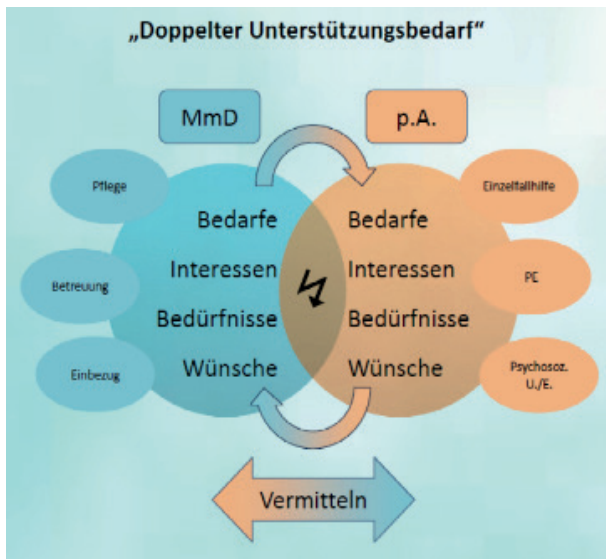 „Doppelter Unterstützungsbedarf“
MmD
p.A.
Pflege
Betreuung
Einbezug
Bedarfe
Interessen
Bedürfnisse
Wünsche
Bedarfe
Interessen
Bedürfnisse
Wünsche
Einzelfallhilfe
PE
Psychosoz.
U./E.
Vermitteln